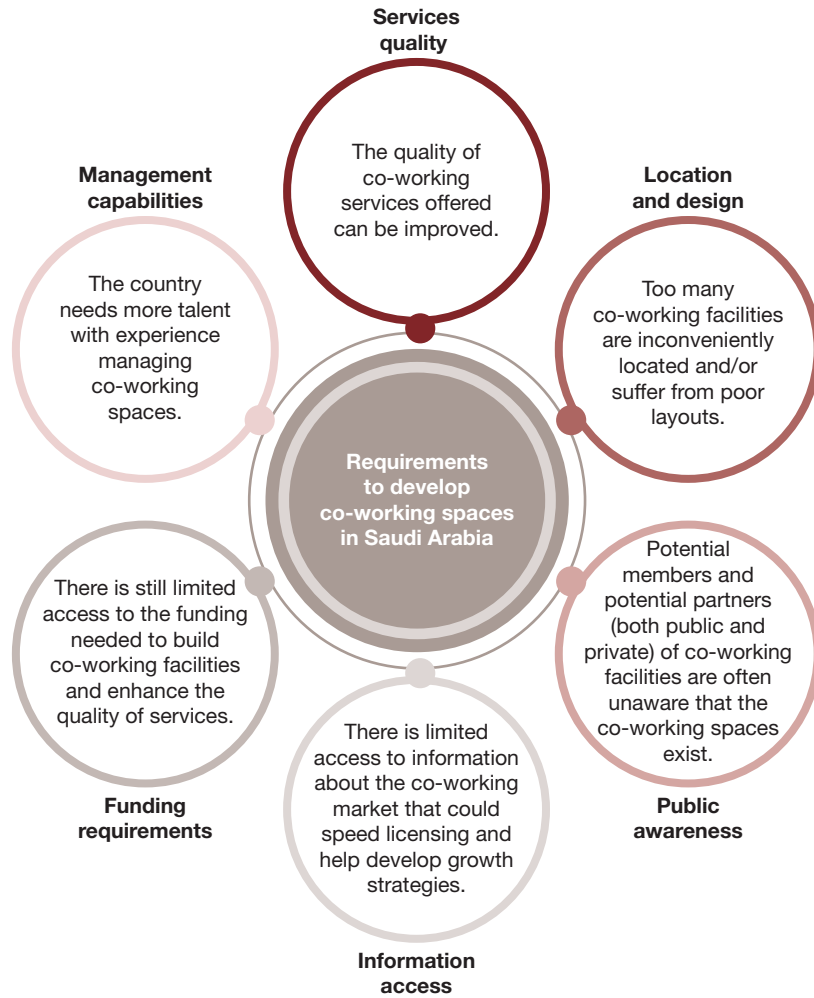 Services
quality
The quality of
co-working
services offered
can be improved.
Management
capabilities
The country
needs more talent
with experience
managing
co-working
spaces.
Location
and design
Too many
co-working facilities
are inconveniently
located and/or
suffer from poor
layouts.
Requirements
to develop
co-working spaces
in Saudi Arabia
There is still limited
access to the funding
needed to build
co-working facilities
and enhance the
quality of services.
Funding
requirements
Potential
members and
potential partners
(both public and
private) of co-working
facilities are often
unaware that the
co-working spaces
exist.
Public
awareness
There is limited
access to information
about the co-working
market that could
speed licensing and
help develop growth
strategies.
Information
access